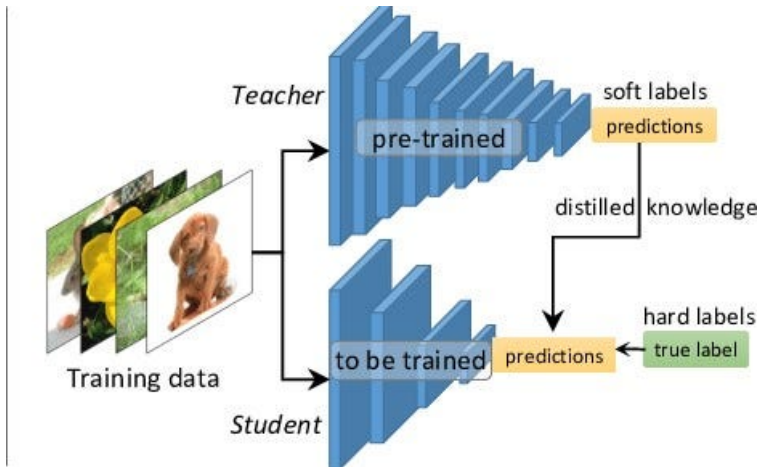 Teacher
pre-trained
soft labels
predictions
distilled knowledge
Training data
Student
to be trained
predictions
hard labels
true label